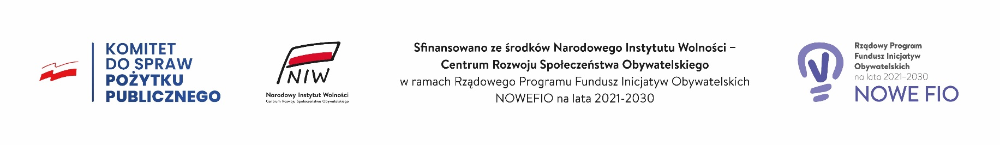 KOMITET
DO SPRAW
POŻYTKU
PUBLICZNEGO
NIW
Narodowy Instytut Wolności
Centrum Rozwoju Społeczeństwa Obywatelskiego
Sfinansowano ze środków Narodowego Instytutu Wolności –
Centrum Rozwoju Społeczeństwa Obywatelskiego
w ramach Rządowego Programu Fundusz Inicjatyw Obywatelskich
NOWEFIO na lata 2021-2030
Rządowy Program
Fundusz Inicjatyw
Obywatelskich
na lata 2021–2030
NOWE FIO